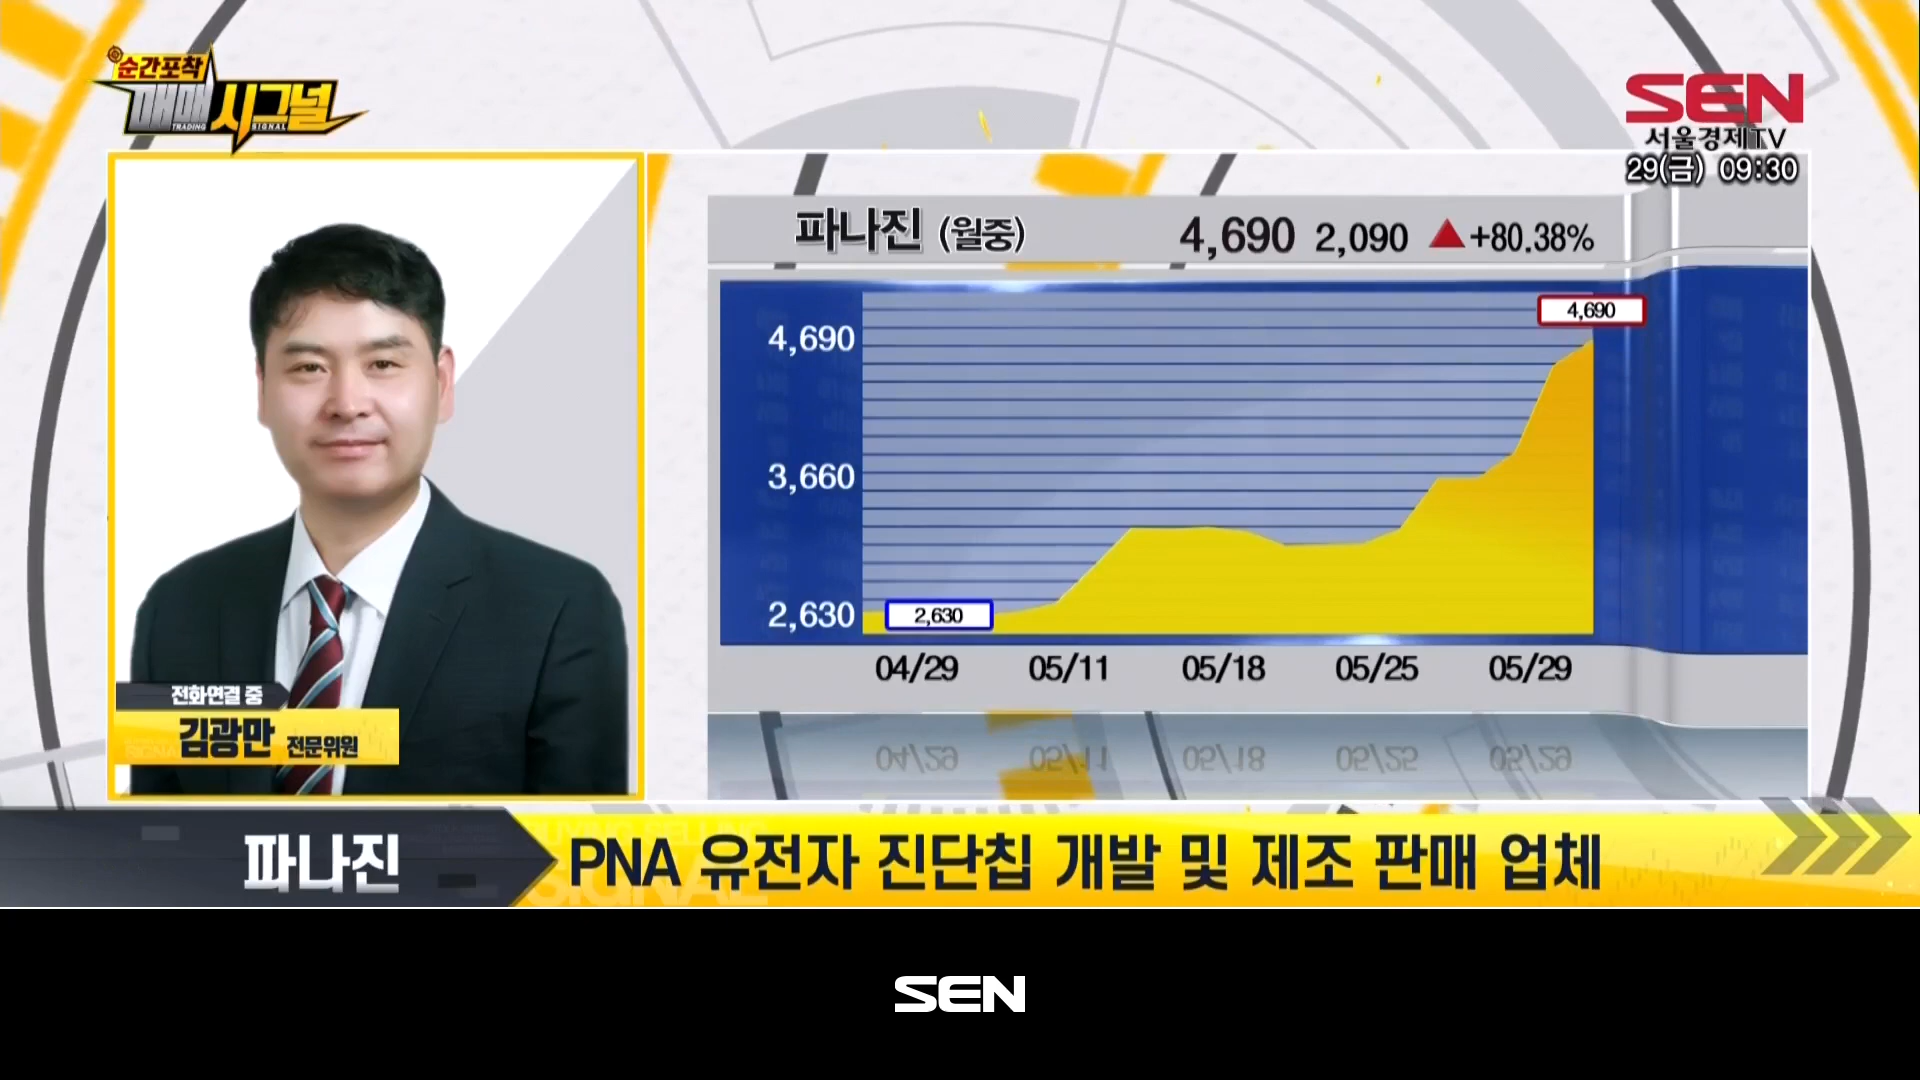 순간포착
매매시그널
TRADING SIGNAL
SEN
서울경제TV
29(금) 09:30
파나진 (월중) 4,690 2,090 ▲+80.38%
4,690
4,690
3,660
2,630
2,630
04/29 05/11 05/18 05/25 05/29
전화연결 중
김광만 전문위원
파나진 PNA 유전자 진단칩 개발 및 제조 판매 업체
SEN